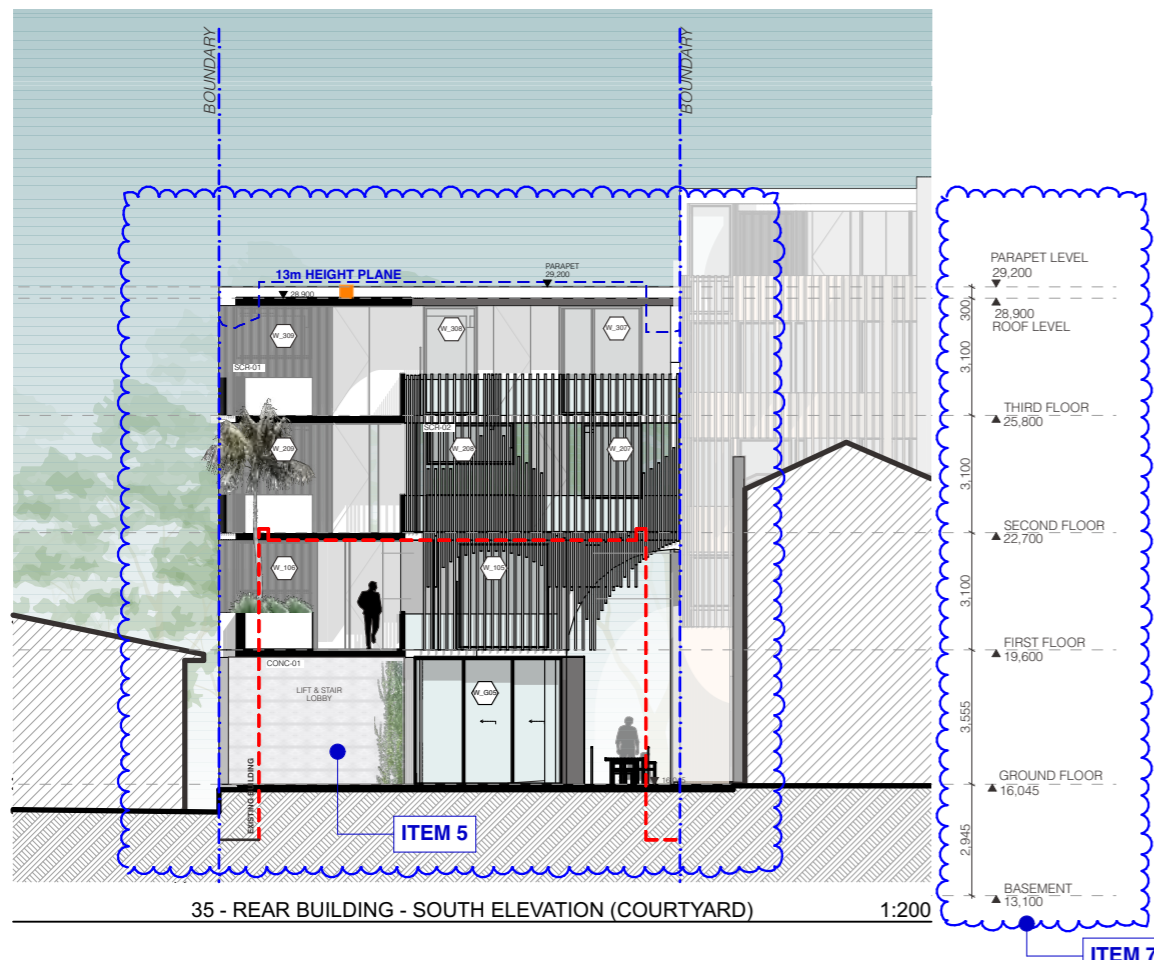 BOUNDARY
BOUNDARY
13m HEIGHT PLANE
PARAPET
29,200
28,900
W_309
W_308
W_307
SCR-01
SCR-02
W_209
W_208
W_207
W_106
W_105
CONC-01
LIFT & STAIR
LOBBY
W_G05
EXISTING BUILDING
ITEM 5
PARAPET LEVEL
29,200
300
28,900
ROOF LEVEL
3,100
THIRD FLOOR
25,800
3,100
SECOND FLOOR
22,700
3,100
FIRST FLOOR
19,600
3,555
GROUND FLOOR
16,045
2,945
BASEMENT
13,100
35 - REAR BUILDING - SOUTH ELEVATION (COURTYARD)
1:200
ITEM 7